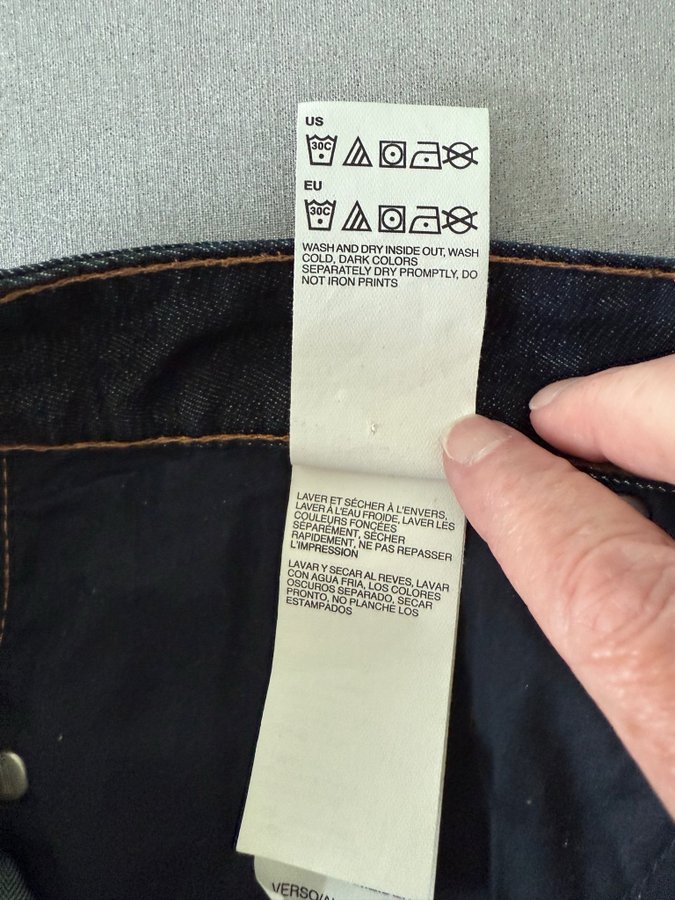 US
30C
EU
30C
WASH AND DRY INSIDE OUT, WASH
COLD, DARK COLORS
SEPARATELY DRY PROMPTLY, DO
NOT IRON PRINTS
LAVER ET SÉCHER À L'ENVERS,
LAVER À L'EAU FROIDE, LAVER LES
COULEURS FONCÉES
SÉPARÉMENT, SÉCHER
RAPIDEMENT, NE PAS REPASSER
L'IMPRESSION
LAVAR Y SECAR AL REVES, LAVAR
CON AGUA FRIA, LOS COLORES
OSCUROS SEPARADO, SECAR
PRONTO, NO PLANCHE LOS
ESTAMPADOS